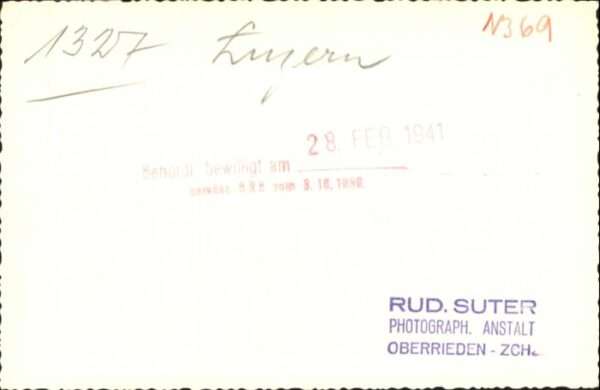 1327 Luzern
N369
28. FEB. 1941
Behördl. bewilligt am
gemäss B.R.B. vom 3.10.1939.
RUD. SUTER
PHOTOGRAPH. ANSTALT
OBERRIEDEN - ZCH.